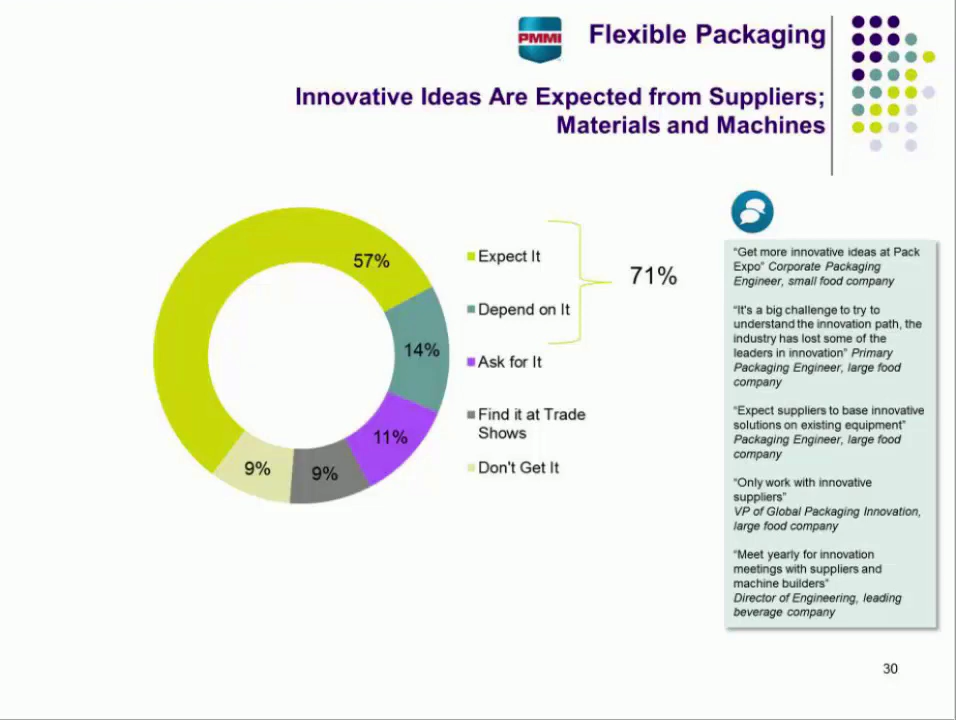 PMMI
Flexible Packaging
Innovative Ideas Are Expected from Suppliers;
Materials and Machines
57%
14%
11%
9%
9%
Expect It
Depend on It
Ask for It
Find it at Trade
Shows
Don't Get It
71%
“Get more innovative ideas at Pack
Expo” Corporate Packaging
Engineer, small food company
“It's a big challenge to try to
understand the innovation path, the
industry has lost some of the
leaders in innovation” Primary
Packaging Engineer, large food
company
“Expect suppliers to base innovative
solutions on existing equipment”
Packaging Engineer, large food
company
“Only work with innovative
suppliers”
VP of Global Packaging Innovation,
large food company
“Meet yearly for innovation
meetings with suppliers and
machine builders”
Director of Engineering, leading
beverage company
30